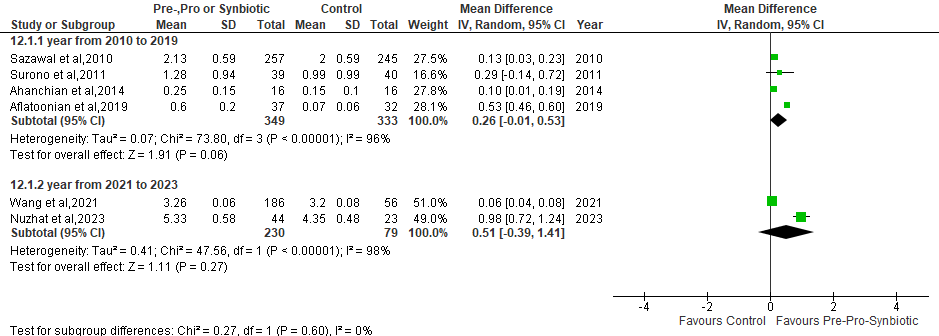 Pre-,Pro or Synbiotic Control Mean Difference Mean Difference
Study or Subgroup Mean SD Total Mean SD Total Weight IV, Random, 95% CI Year IV, Random, 95% CI
12.1.1 year from 2010 to 2019
Sazawal et al,2010 2.13 0.59 257 2 0.59 245 27.5% 0.13 [0.03, 0.23] 2010
Surono et al,2011 1.28 0.94 39 0.99 0.99 40 16.6% 0.29 [-0.14, 0.72] 2011
Ahanchian et al,2014 0.25 0.15 16 0.15 0.1 16 27.8% 0.10 [0.01, 0.19] 2014
Aflatoonian et al,2019 0.6 0.2 37 0.07 0.06 32 28.1% 0.53 [0.46, 0.60] 2019
Subtotal (95% CI) 349 333 100.0% 0.26 [-0.01, 0.53]
Heterogeneity: Tau² = 0.07; Chi² = 73.80, df = 3 (P < 0.00001); I² = 96%
Test for overall effect: Z = 1.91 (P = 0.06)
12.1.2 year from 2021 to 2023
Wang et al,2021 3.26 0.06 186 3.2 0.08 56 51.0% 0.06 [0.04, 0.08] 2021
Nuzhat et al,2023 5.33 0.58 44 4.35 0.48 23 49.0% 0.98 [0.72, 1.24] 2023
Subtotal (95% CI) 230 79 100.0% 0.51 [-0.39, 1.41]
Heterogeneity: Tau² = 0.41; Chi² = 47.56, df = 1 (P < 0.00001); I² = 98%
Test for overall effect: Z = 1.11 (P = 0.27)
-4 -2 0 2 4
Favours Control Favours Pre-Pro-Synbiotic
Test for subgroup differences: Chi² = 0.27, df = 1 (P = 0.60), I² = 0%